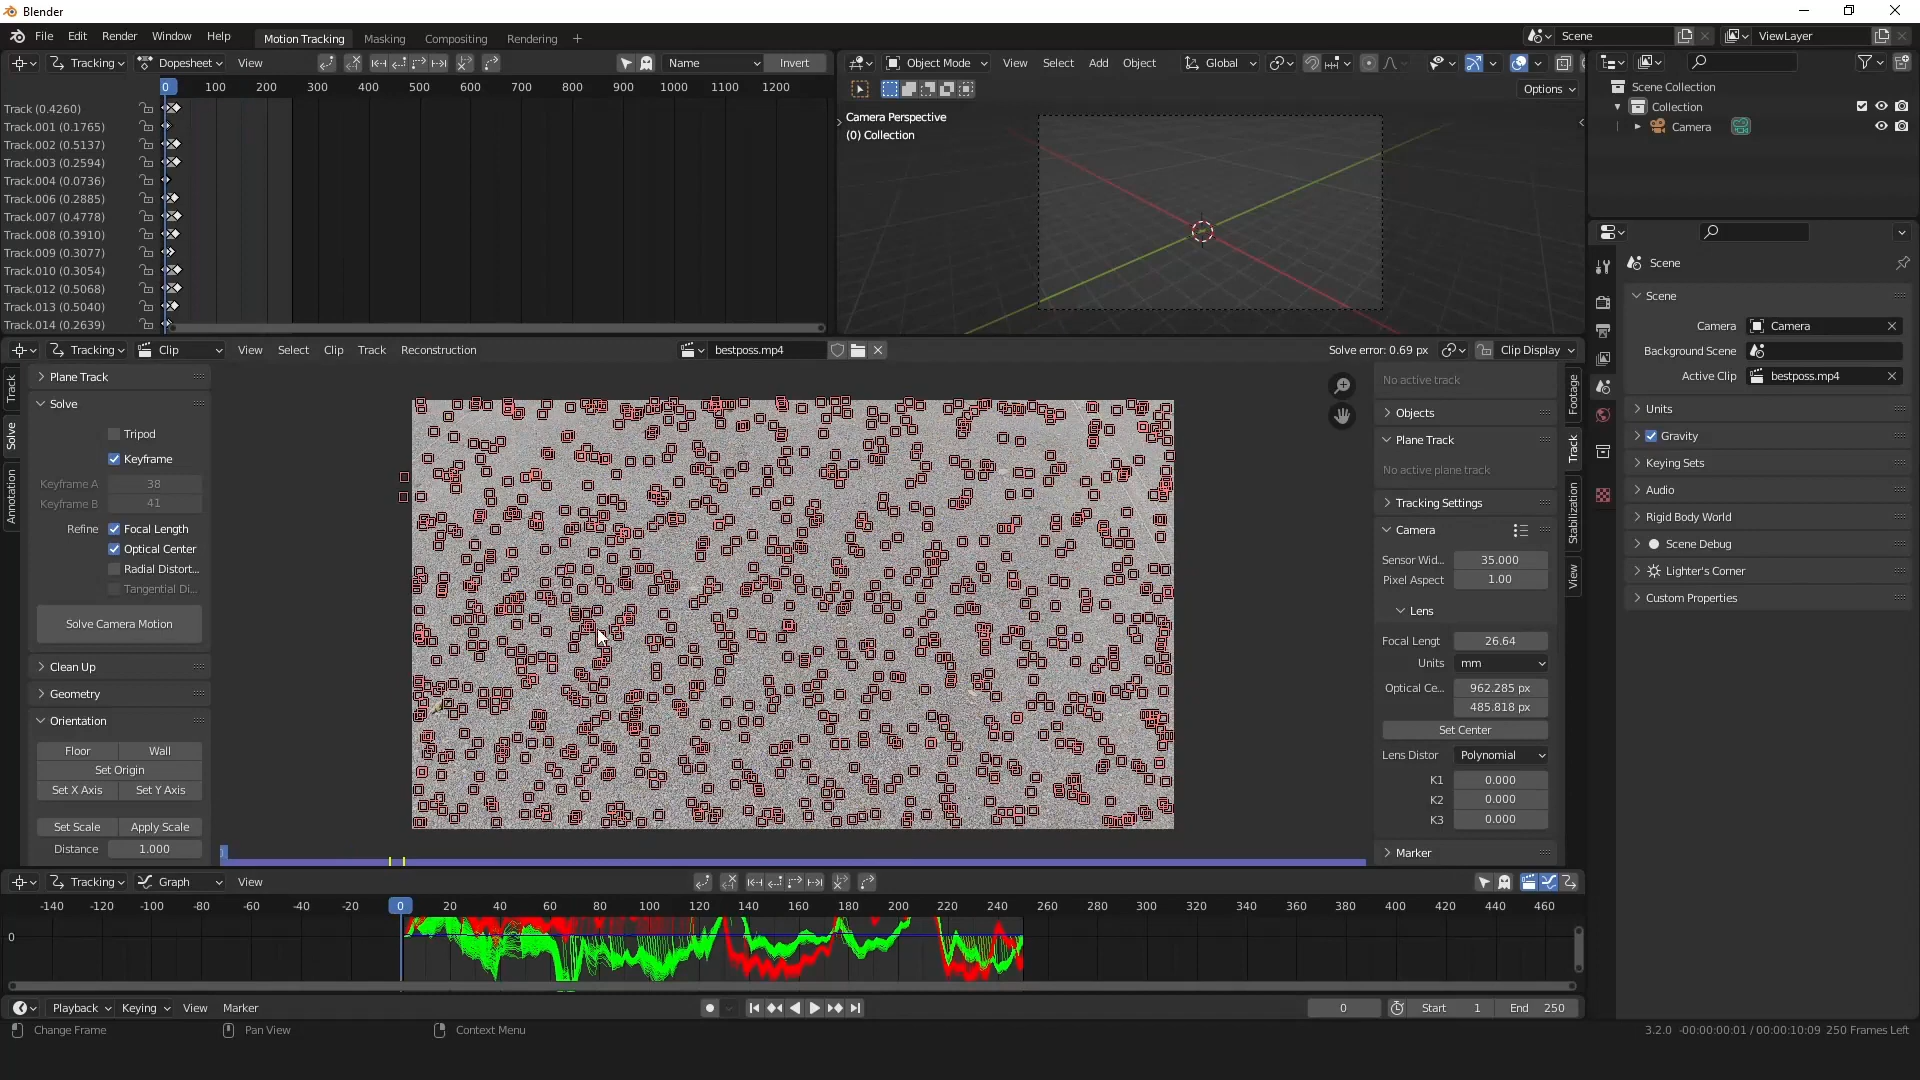 Blender
File Edit Render Window Help Motion Tracking Masking Compositing Rendering + Scene ViewLayer
Tracking Dopesheet View Name Invert
0 100 200 300 400 500 600 700 800 900 1000 1100 1200
Track (0.4260)
Track.001 (0.1765)
Track.002 (0.5137)
Track.003 (0.2594)
Track.004 (0.0736)
Track.006 (0.2885)
Track.007 (0.4778)
Track.008 (0.3910)
Track.009 (0.3077)
Track.010 (0.3054)
Track.012 (0.5068)
Track.013 (0.5040)
Track.014 (0.2639)
Object Mode View Select Add Object Global
Options
Camera Perspective
(0) Collection
Scene Collection
Collection
Camera
Scene
Scene
Camera Camera
Background Scene
Active Clip bestposs.mp4
Units
Gravity
Keying Sets
Audio
Rigid Body World
Scene Debug
Lighter's Corner
Custom Properties
Tracking Clip View Select Clip Track Reconstruction bestposs.mp4 Solve error: 0.69 px Clip Display
Track
Solve
Annotation
Plane Track
Solve
Tripod
Keyframe
Keyframe A 38
Keyframe B 41
Refine Focal Length
Optical Center
Radial Distort...
Tangential Di...
Solve Camera Motion
Clean Up
Geometry
Orientation
Floor Wall
Set Origin
Set X Axis Set Y Axis
Set Scale Apply Scale
Distance 1.000
No active track
Objects
Plane Track
No active plane track
Tracking Settings
Camera
Sensor Wid... 35.000
Pixel Aspect 1.00
Lens
Focal Lengt 26.64
Units mm
Optical Ce... 962.285 px
485.818 px
Set Center
Lens Distor Polynomial
K1 0.000
K2 0.000
K3 0.000
Marker
Footage
Track
Stabilization
View
Tracking Graph View
-140 -120 -100 -80 -60 -40 -20 0 20 40 60 80 100 120 140 160 180 200 220 240 260 280 300 320 340 360 380 400 420 440 460
0
Playback Keying View Marker 0 Start 1 End 250
Change Frame Pan View Context Menu 3.2.0 -00:00:00:01 / 00:00:10:09 250 Frames Left